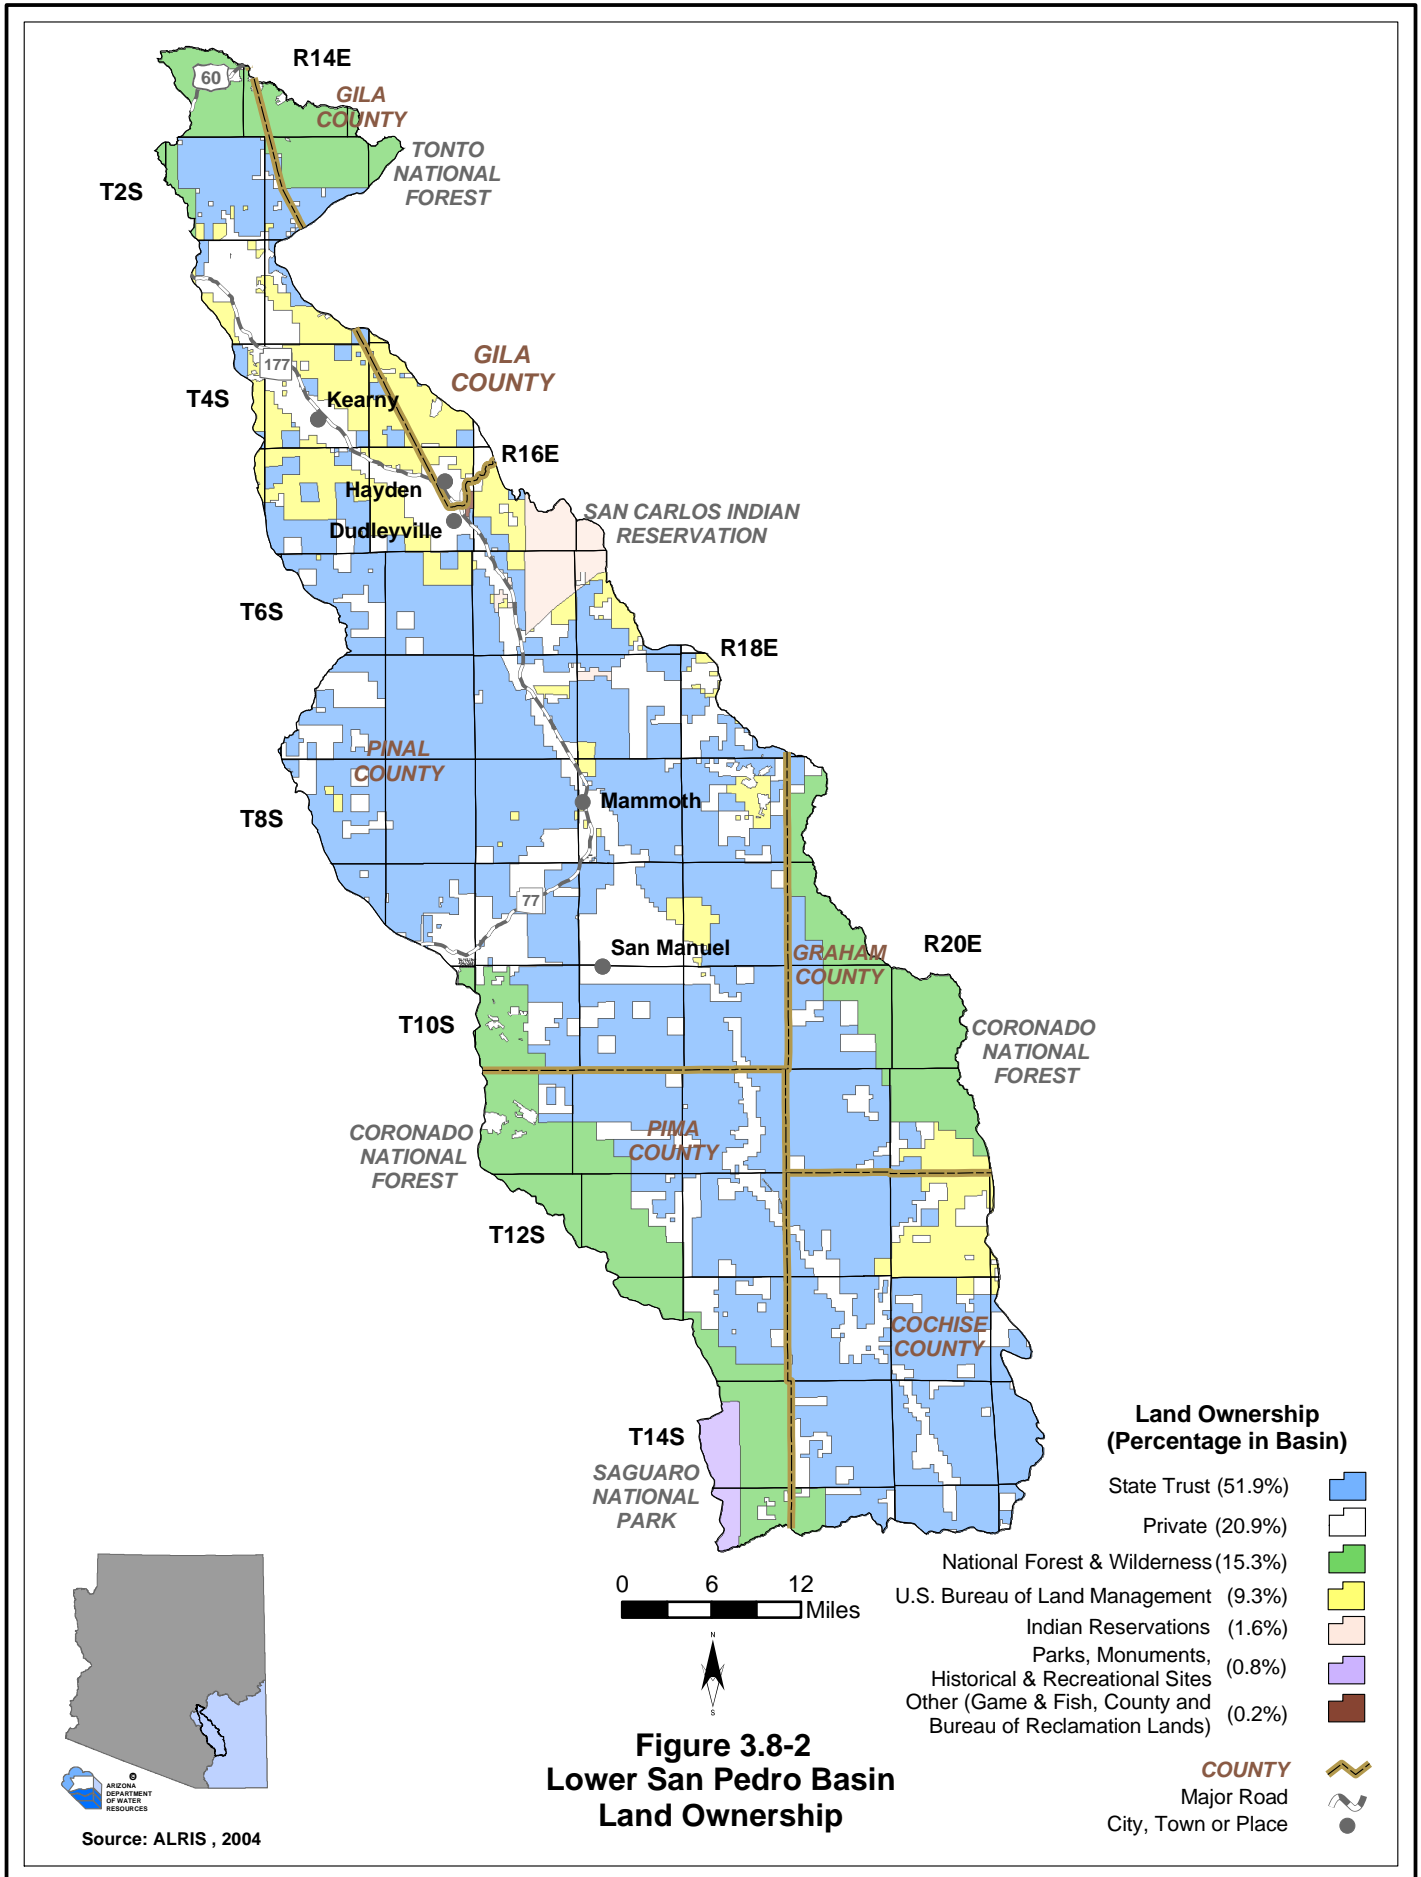 R14E
60
GILA
COUNTY
TONTO
NATIONAL
FOREST
T2S
177
GILA
COUNTY
T4S
Kearny
R16E
Hayden
SAN CARLOS INDIAN
RESERVATION
Dudleyville
T6S
R18E
PINAL
COUNTY
Mammoth
T8S
77
San Manuel
GRAHAM
COUNTY
R20E
T10S
CORONADO
NATIONAL
FOREST
CORONADO
NATIONAL
FOREST
PIMA
COUNTY
T12S
COCHISE
COUNTY
T14S
SAGUARO
NATIONAL
PARK
Land Ownership
(Percentage in Basin)
State Trust (51.9%)
Private (20.9%)
National Forest & Wilderness (15.3%)
U.S. Bureau of Land Management (9.3%)
Indian Reservations (1.6%)
Parks, Monuments,
Historical & Recreational Sites (0.8%)
Other (Game & Fish, County and
Bureau of Reclamation Lands) (0.2%)
COUNTY
Major Road
City, Town or Place
0 6 12
Miles
N
S
Figure 3.8-2
Lower San Pedro Basin
Land Ownership
ARIZONA
DEPARTMENT
OF WATER
RESOURCES
Source: ALRIS , 2004